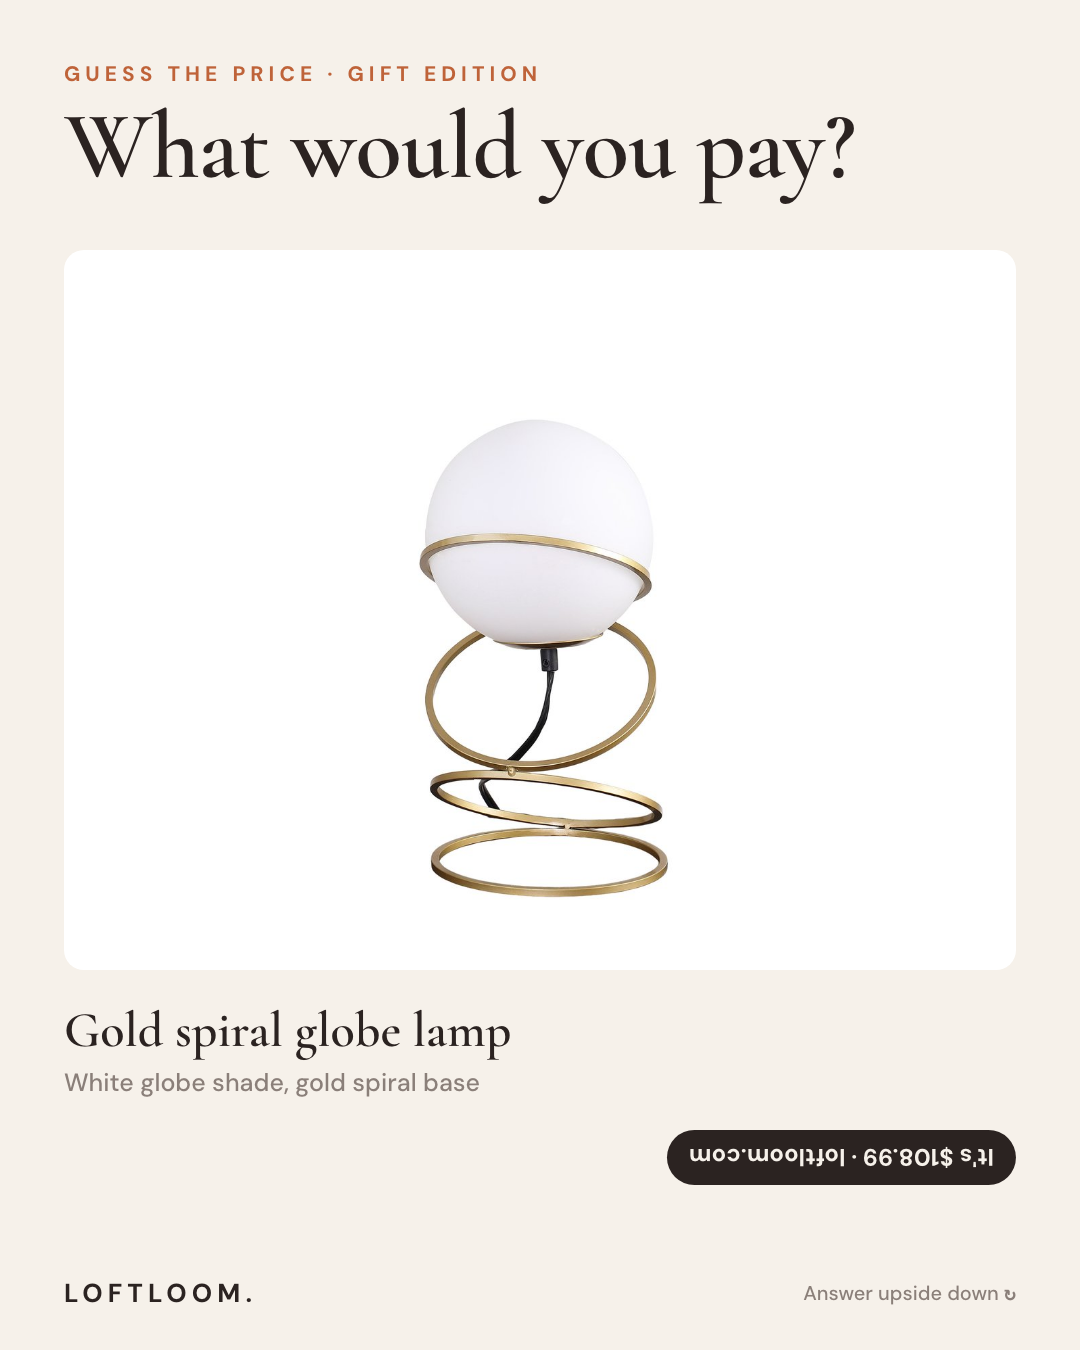 GUESS THE PRICE · GIFT EDITION
What would you pay?
Gold spiral globe lamp
White globe shade, gold spiral base
It's $108.99 · loftloom.com
LOFTLOOM.
Answer upside down ↻